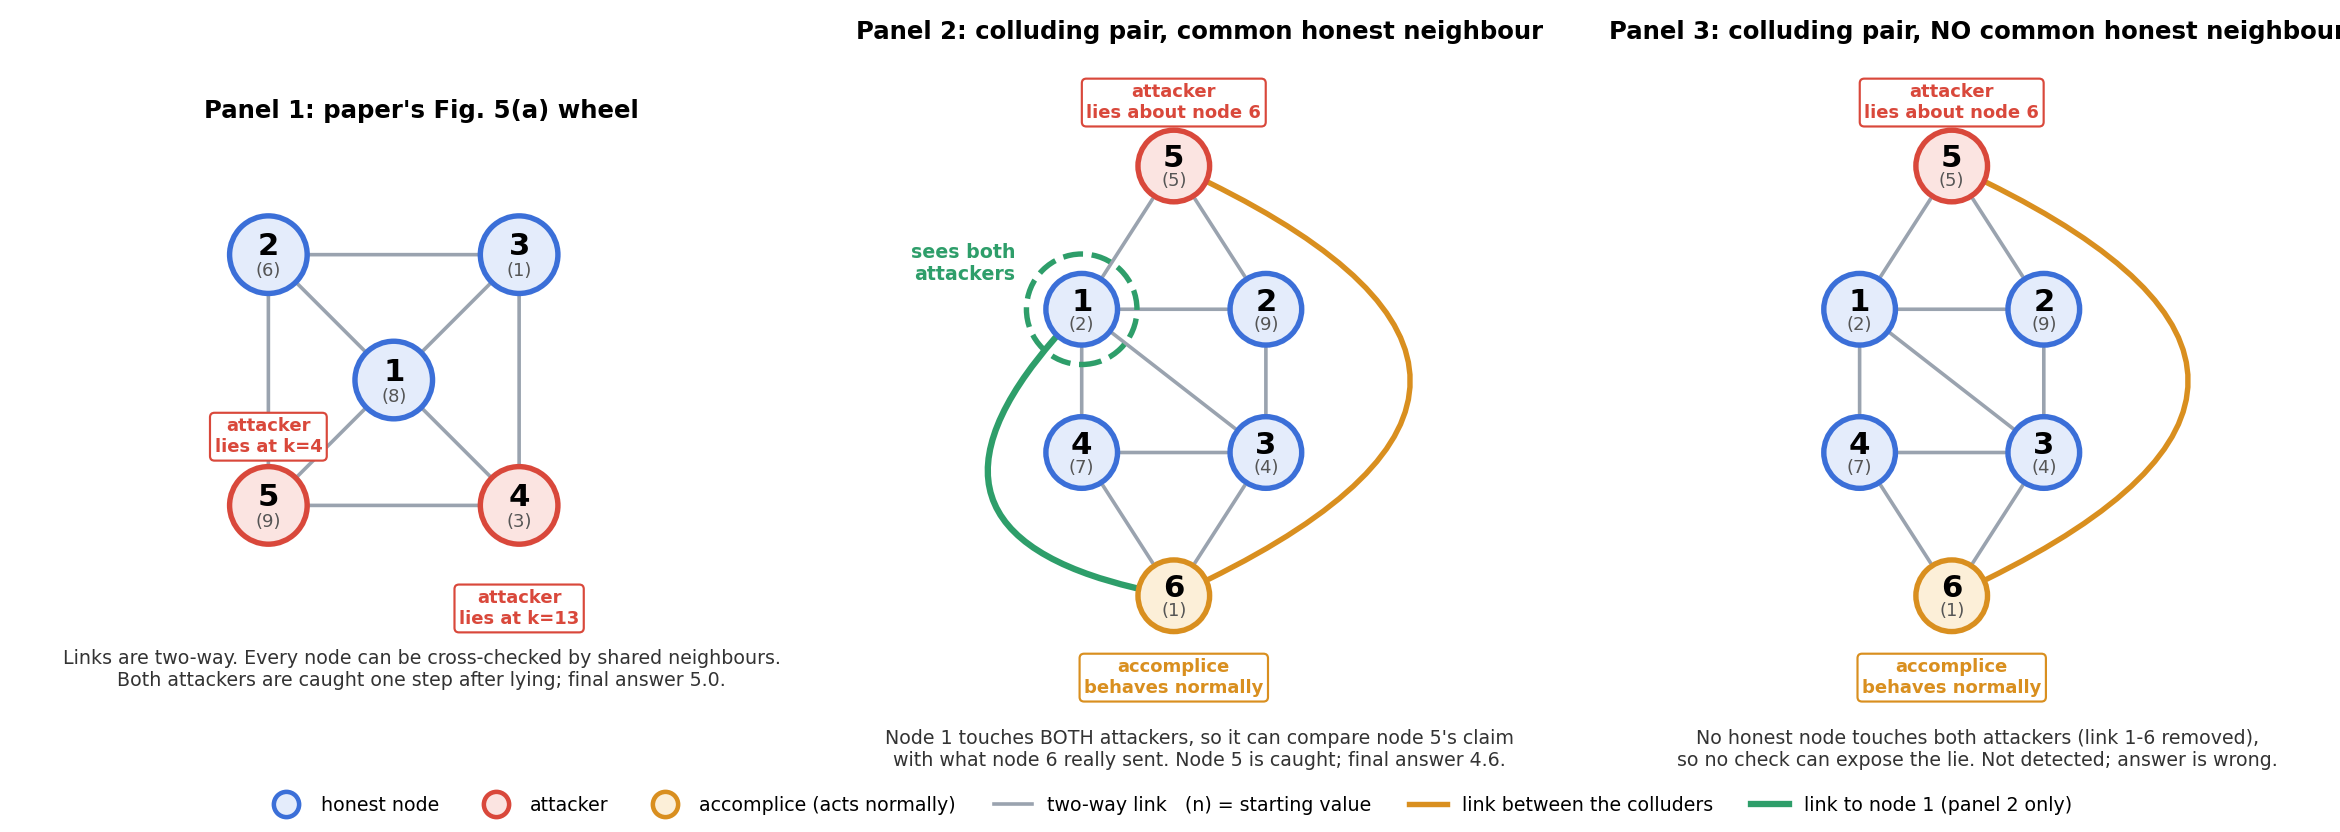 Panel 1: paper's Fig. 5(a) wheel
2
(6)
3
(1)
1
(8)
attacker
lies at k=4
5
(9)
4
(3)
attacker
lies at k=13
Links are two-way. Every node can be cross-checked by shared neighbours.
Both attackers are caught one step after lying; final answer 5.0.
Panel 2: colluding pair, common honest neighbour
attacker
lies about node 6
5
(5)
sees both
attackers
1
(2)
2
(9)
4
(7)
3
(4)
6
(1)
accomplice
behaves normally
Node 1 touches BOTH attackers, so it can compare node 5's claim
with what node 6 really sent. Node 5 is caught; final answer 4.6.
Panel 3: colluding pair, NO common honest neighbour
attacker
lies about node 6
5
(5)
1
(2)
2
(9)
4
(7)
3
(4)
6
(1)
accomplice
behaves normally
No honest node touches both attackers (link 1-6 removed),
so no check can expose the lie. Not detected; answer is wrong.
honest node
attacker
accomplice (acts normally)
two-way link (n) = starting value
link between the colluders
link to node 1 (panel 2 only)